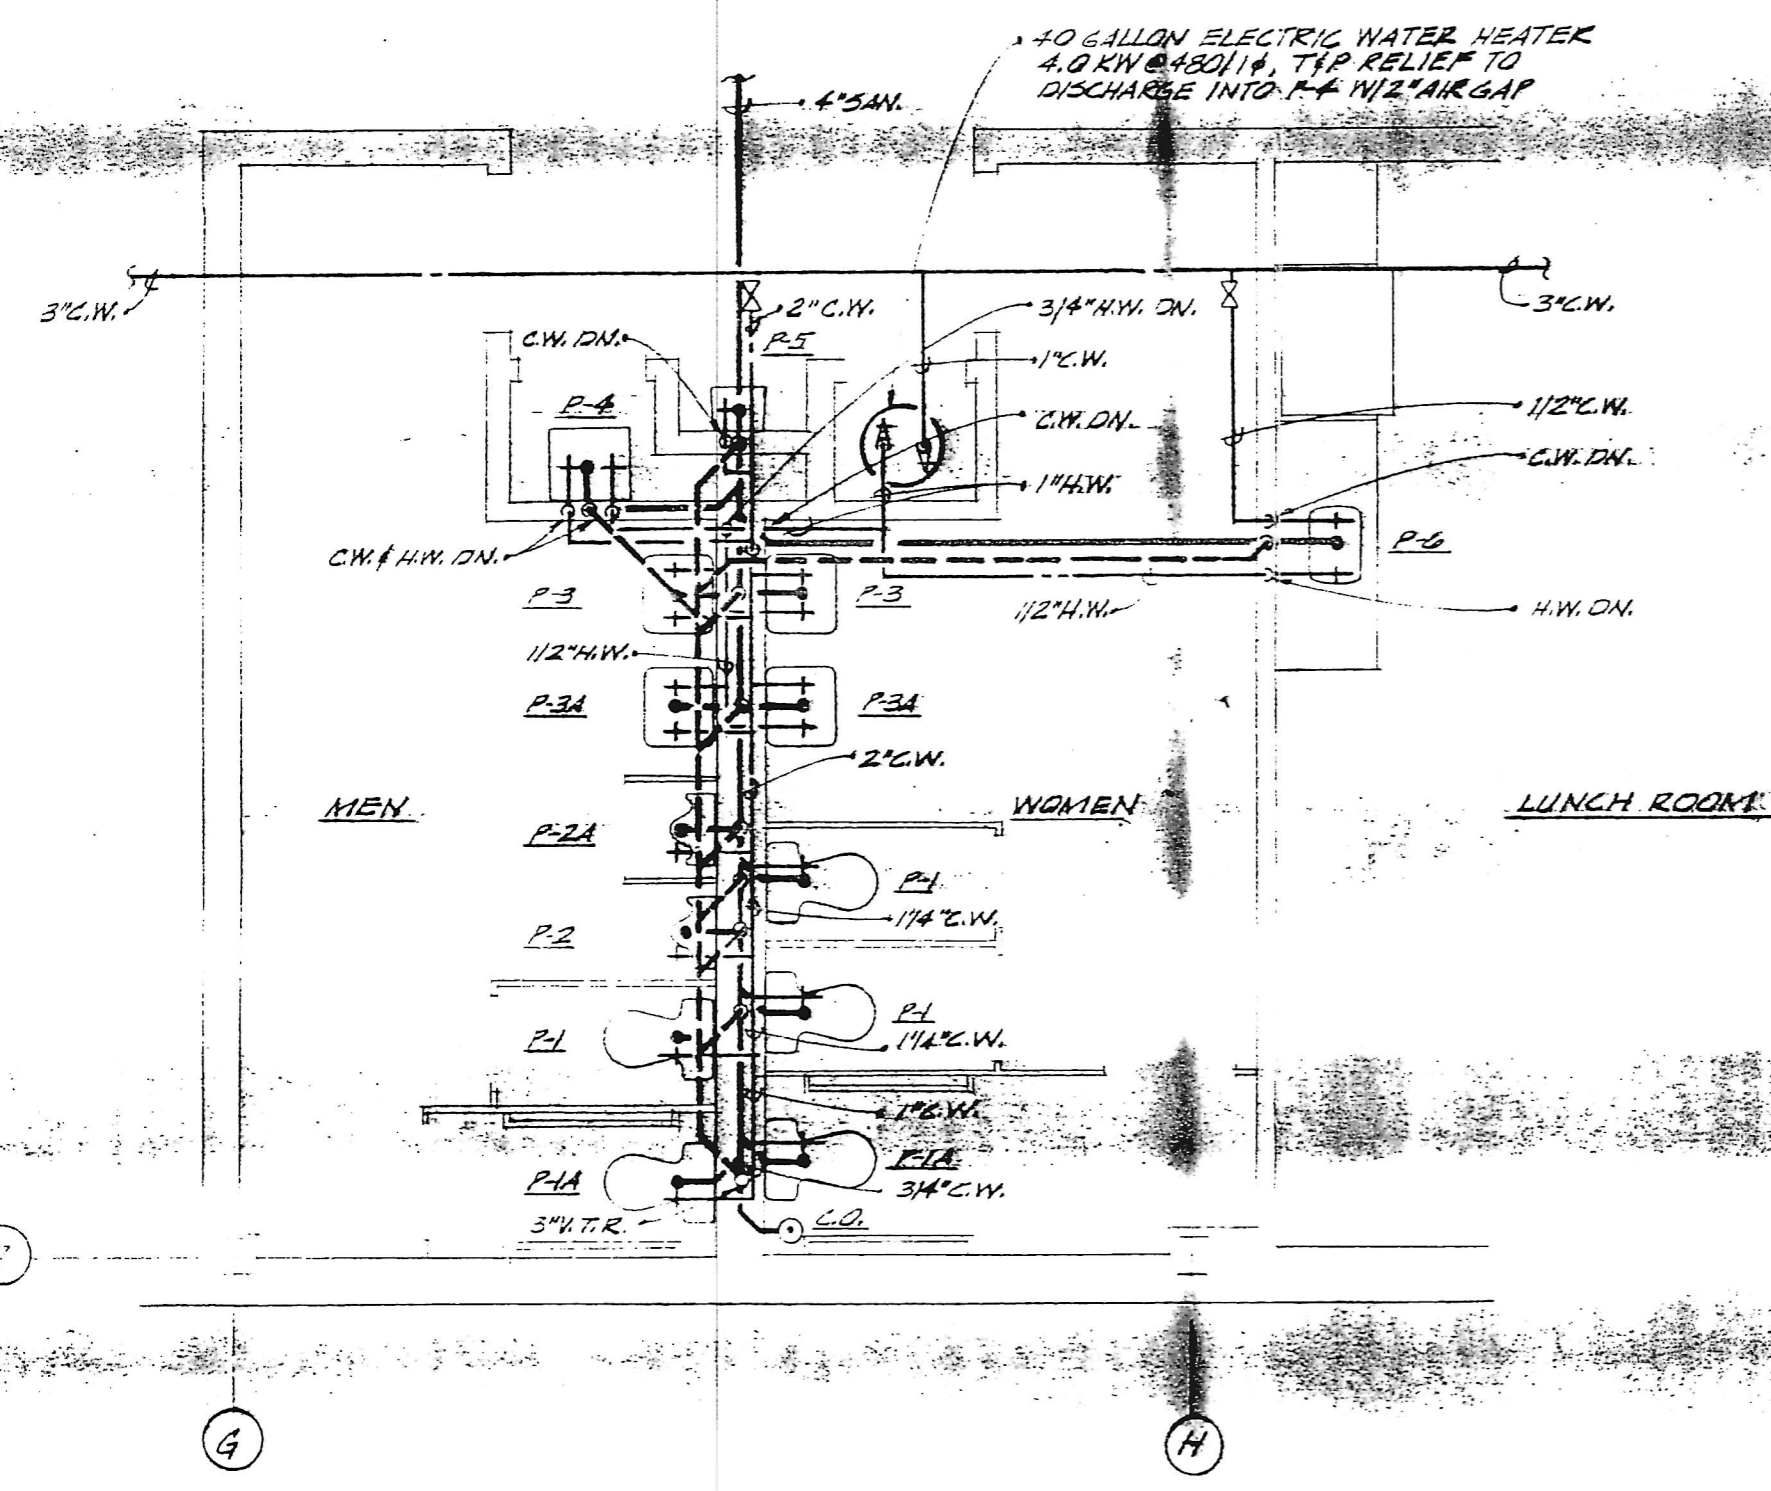 40 GALLON ELECTRIC WATER HEATER
4.0 KW @ 480/1φ, T&P RELIEF TO
DISCHARGE INTO P-4 W/2" AIR GAP
4" SAN.
3" C.W.
2" C.W.
3/4" H.W. DN.
3" C.W.
C.W. DN.
P-5
1" C.W.
P-4
C.W. DN.
1/2" C.W.
C.W. DN.
1" H.W.
C.W. & H.W. DN.
P-6
P-3
P-3
1/2" H.W.
H.W. DN.
1/2" H.W.
P-3A
P-3A
2" C.W.
MEN
WOMEN
LUNCH ROOM
P-2A
P-1
1 1/4" C.W.
P-2
P-1
P-1
1 1/4" C.W.
1" C.W.
P-1A
P-1A
3/4" C.W.
3" V.T.R.
C.O.
G
H